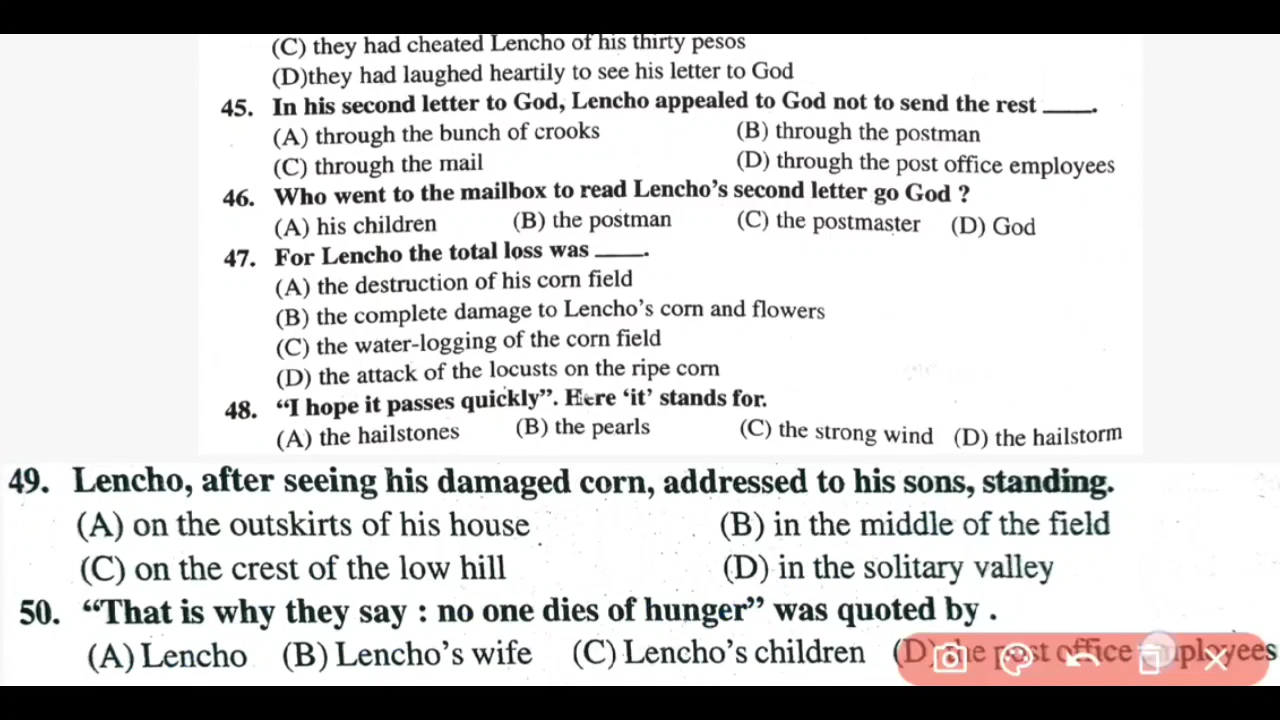 (C) they had cheated Lencho of his thirty pesos
(D)they had laughed heartily to see his letter to God
45. In his second letter to God, Lencho appealed to God not to send the rest ____.
(A) through the bunch of crooks (B) through the postman
(C) through the mail (D) through the post office employees
46. Who went to the mailbox to read Lencho's second letter go God ?
(A) his children (B) the postman (C) the postmaster (D) God
47. For Lencho the total loss was ____.
(A) the destruction of his corn field
(B) the complete damage to Lencho's corn and flowers
(C) the water-logging of the corn field
(D) the attack of the locusts on the ripe corn
48. “I hope it passes quickly”. Here ‘it’ stands for.
(A) the hailstones (B) the pearls (C) the strong wind (D) the hailstorm
49. Lencho, after seeing his damaged corn, addressed to his sons, standing.
(A) on the outskirts of his house (B) in the middle of the field
(C) on the crest of the low hill (D) in the solitary valley
50. “That is why they say : no one dies of hunger” was quoted by .
(A) Lencho (B) Lencho's wife (C) Lencho's children (D) the post office